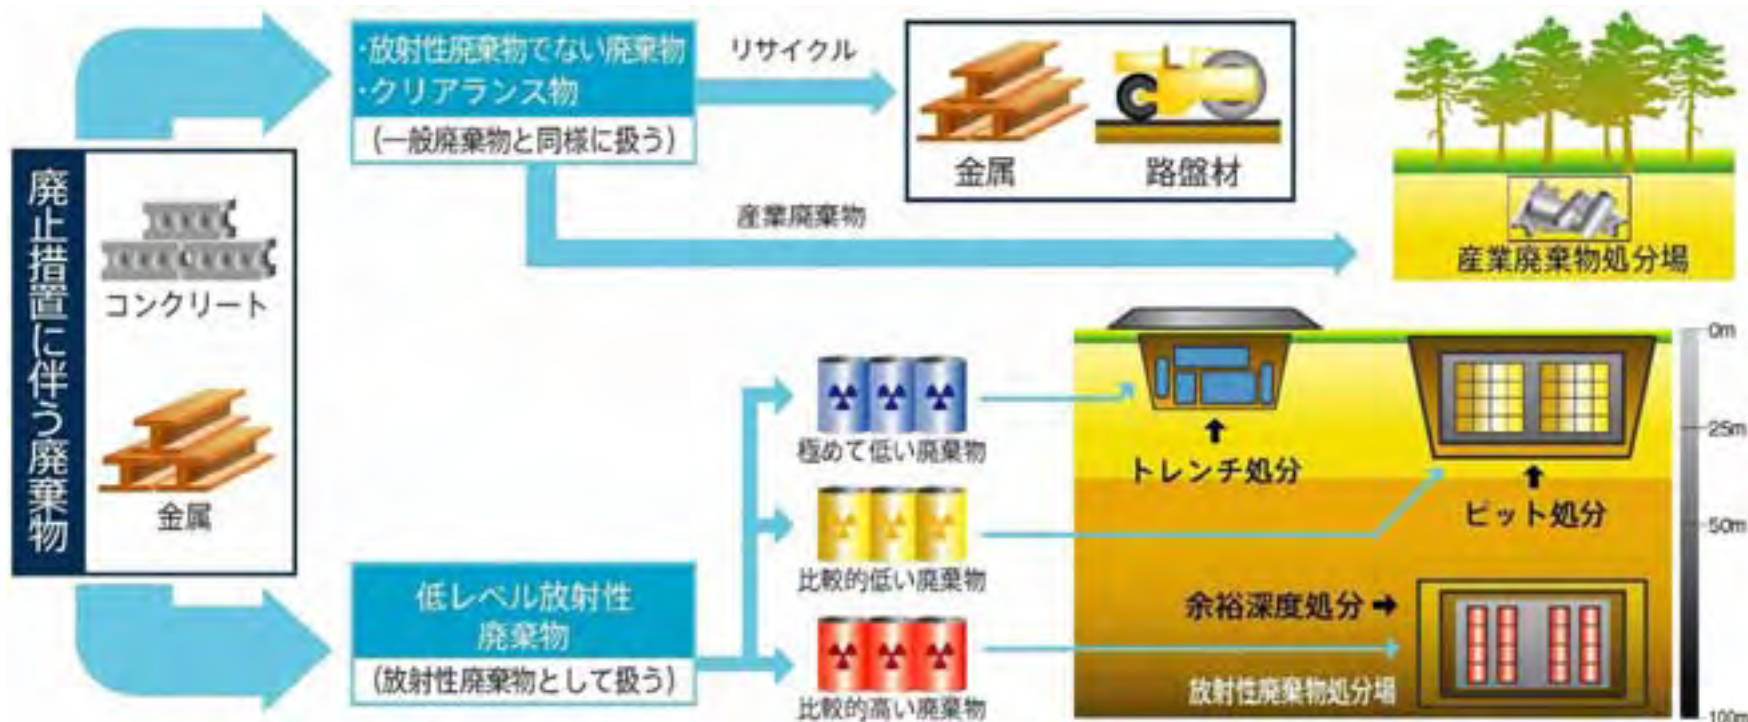 廃止措置に伴う廃棄物
コンクリート
金属
・放射性廃棄物でない廃棄物
・クリアランス物
(一般廃棄物と同様に扱う)
リサイクル
金属
路盤材
産業廃棄物
産業廃棄物処分場
低レベル放射性
廃棄物
(放射性廃棄物として扱う)
極めて低い廃棄物
比較的低い廃棄物
比較的高い廃棄物
トレンチ処分
ピット処分
余裕深度処分
放射性廃棄物処分場
0m
25m
50m
100m